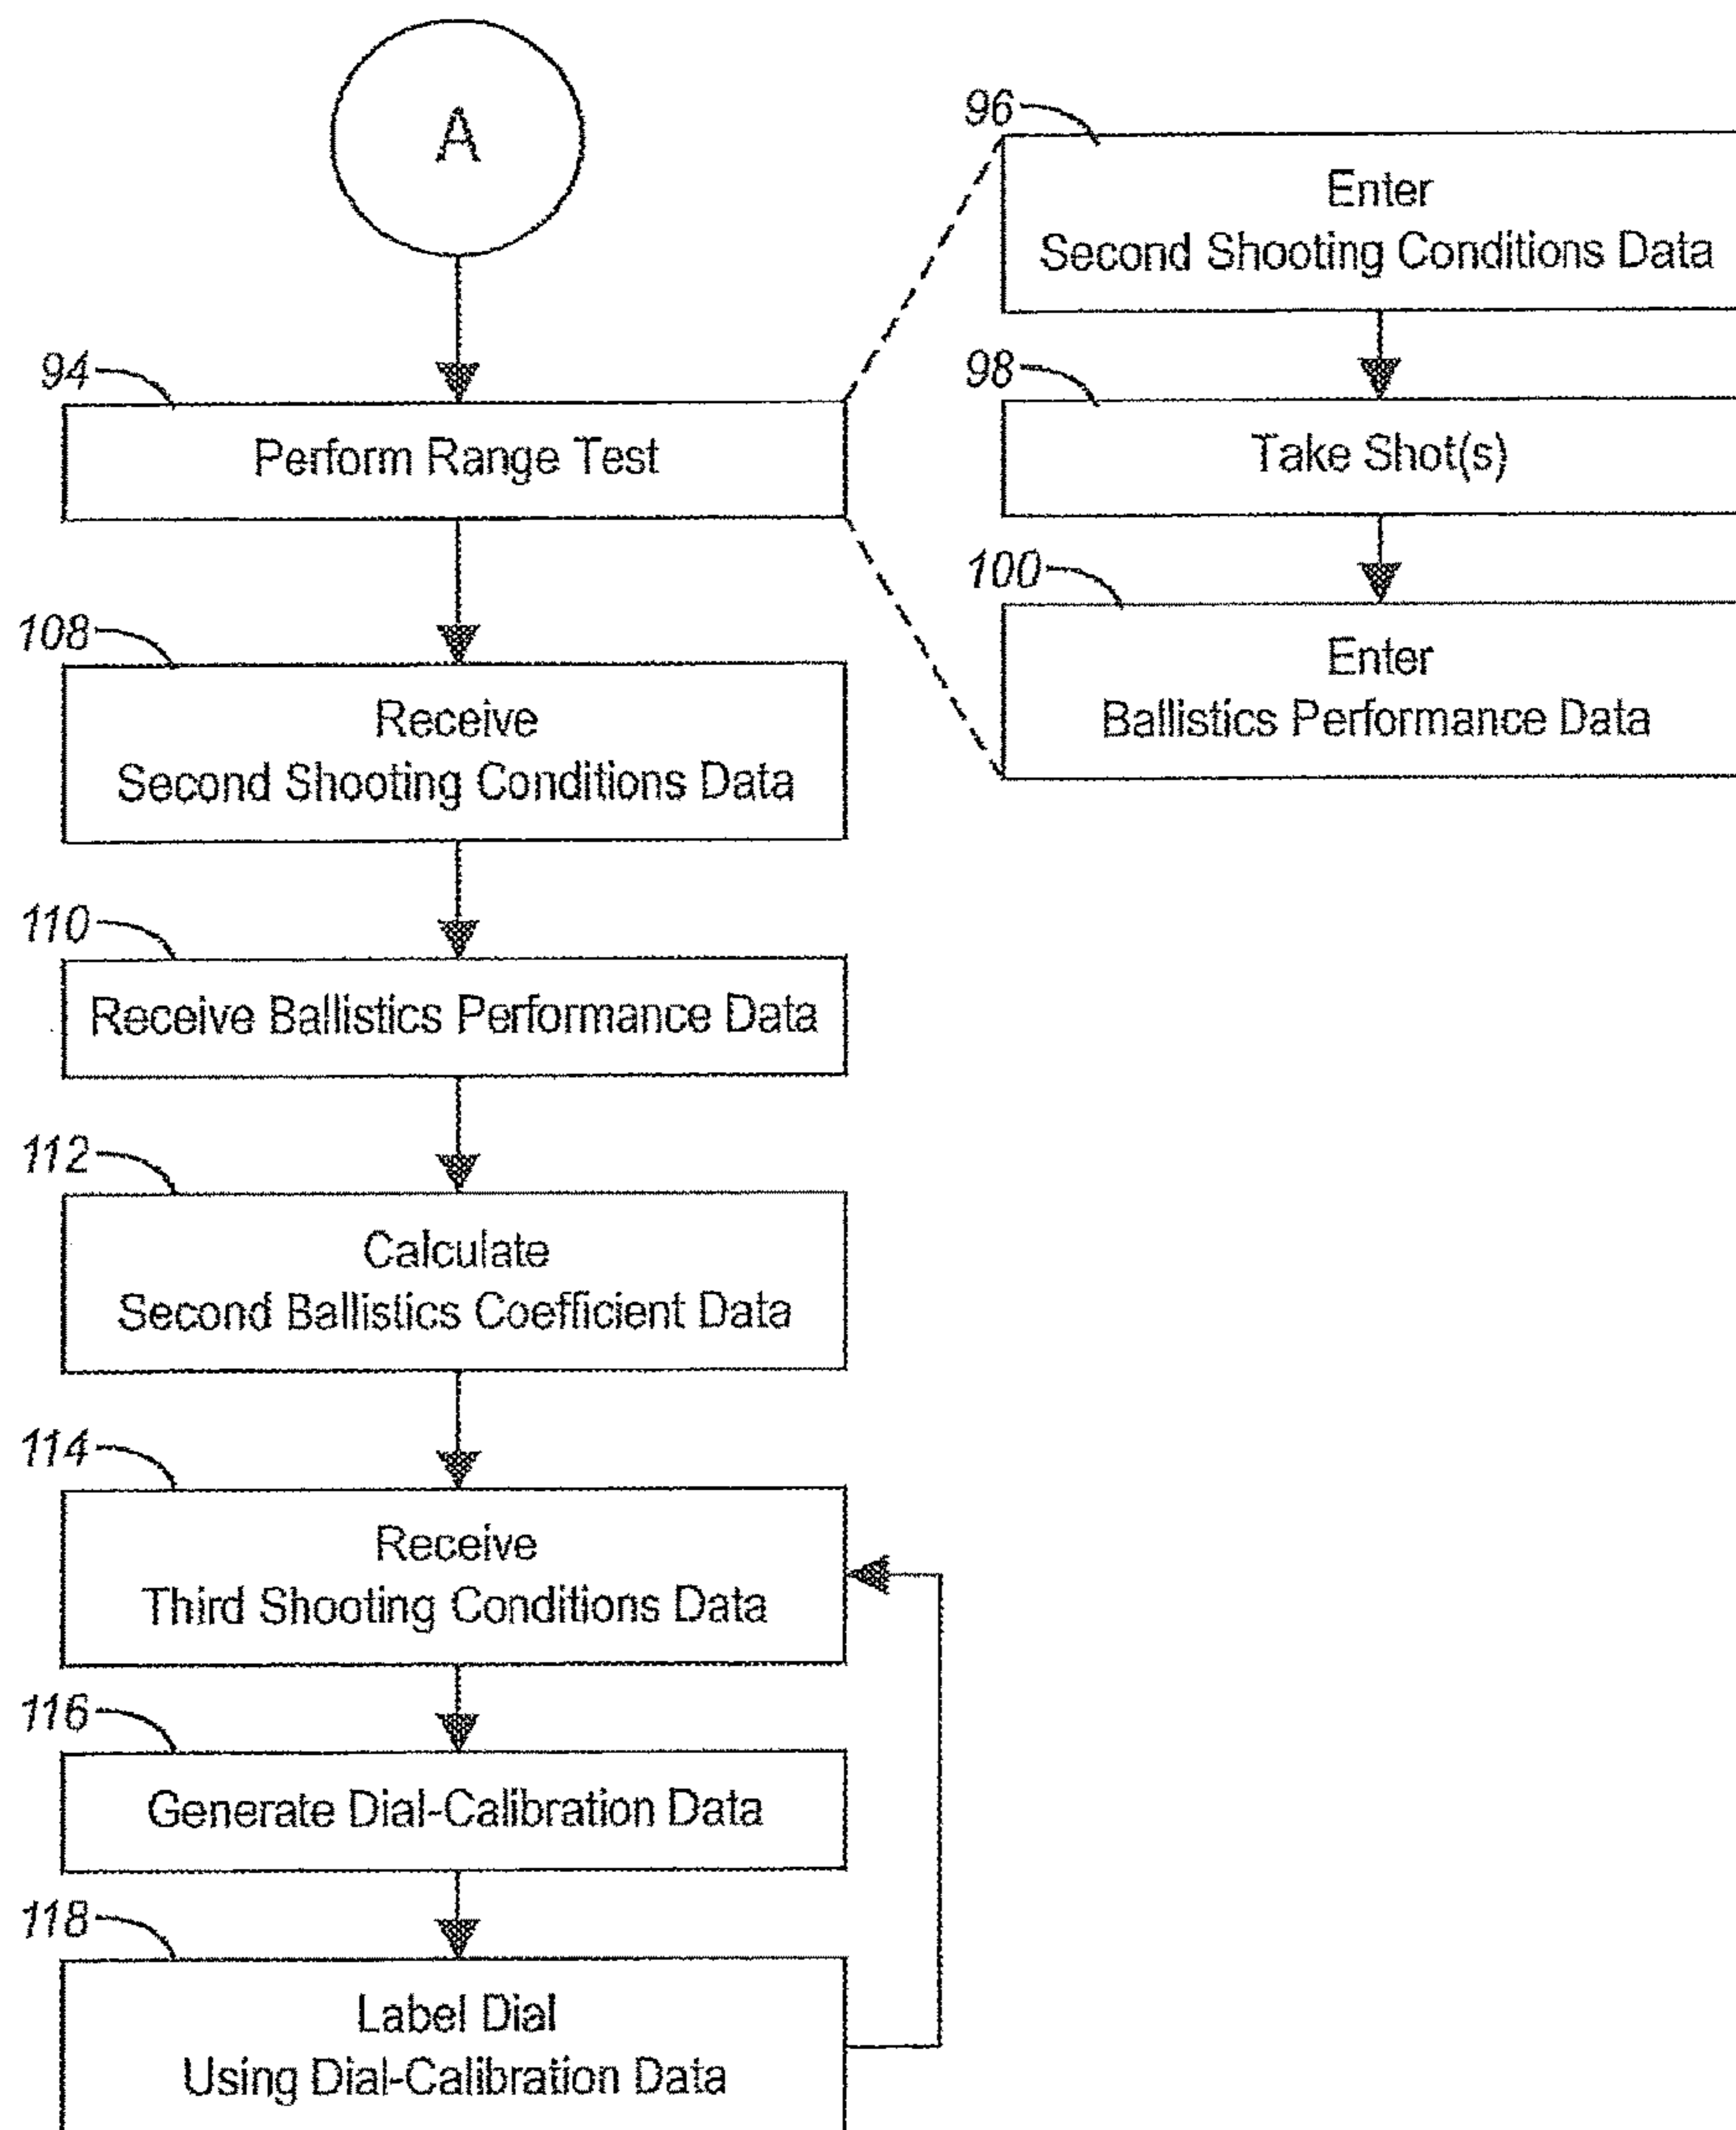 A
94
Perform Range Test
96
Enter
Second Shooting Conditions Data
98
Take Shot(s)
100
Enter
Ballistics Performance Data
108
Receive
Second Shooting Conditions Data
110
Receive Ballistics Performance Data
112
Calculate
Second Ballistics Coefficient Data
114
Receive
Third Shooting Conditions Data
116
Generate Dial-Calibration Data
118
Label Dial
Using Dial-Calibration Data